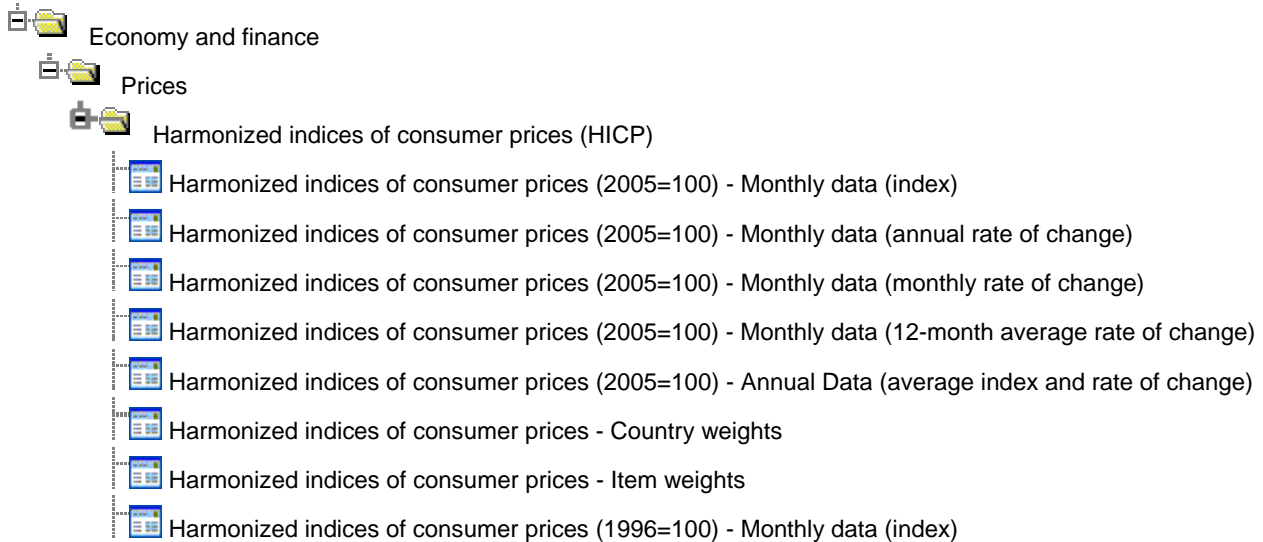 Economy and finance
Prices
Harmonized indices of consumer prices (HICP)
Harmonized indices of consumer prices (2005=100) - Monthly data (index)
Harmonized indices of consumer prices (2005=100) - Monthly data (annual rate of change)
Harmonized indices of consumer prices (2005=100) - Monthly data (monthly rate of change)
Harmonized indices of consumer prices (2005=100) - Monthly data (12-month average rate of change)
Harmonized indices of consumer prices (2005=100) - Annual Data (average index and rate of change)
Harmonized indices of consumer prices - Country weights
Harmonized indices of consumer prices - Item weights
Harmonized indices of consumer prices (1996=100) - Monthly data (index)